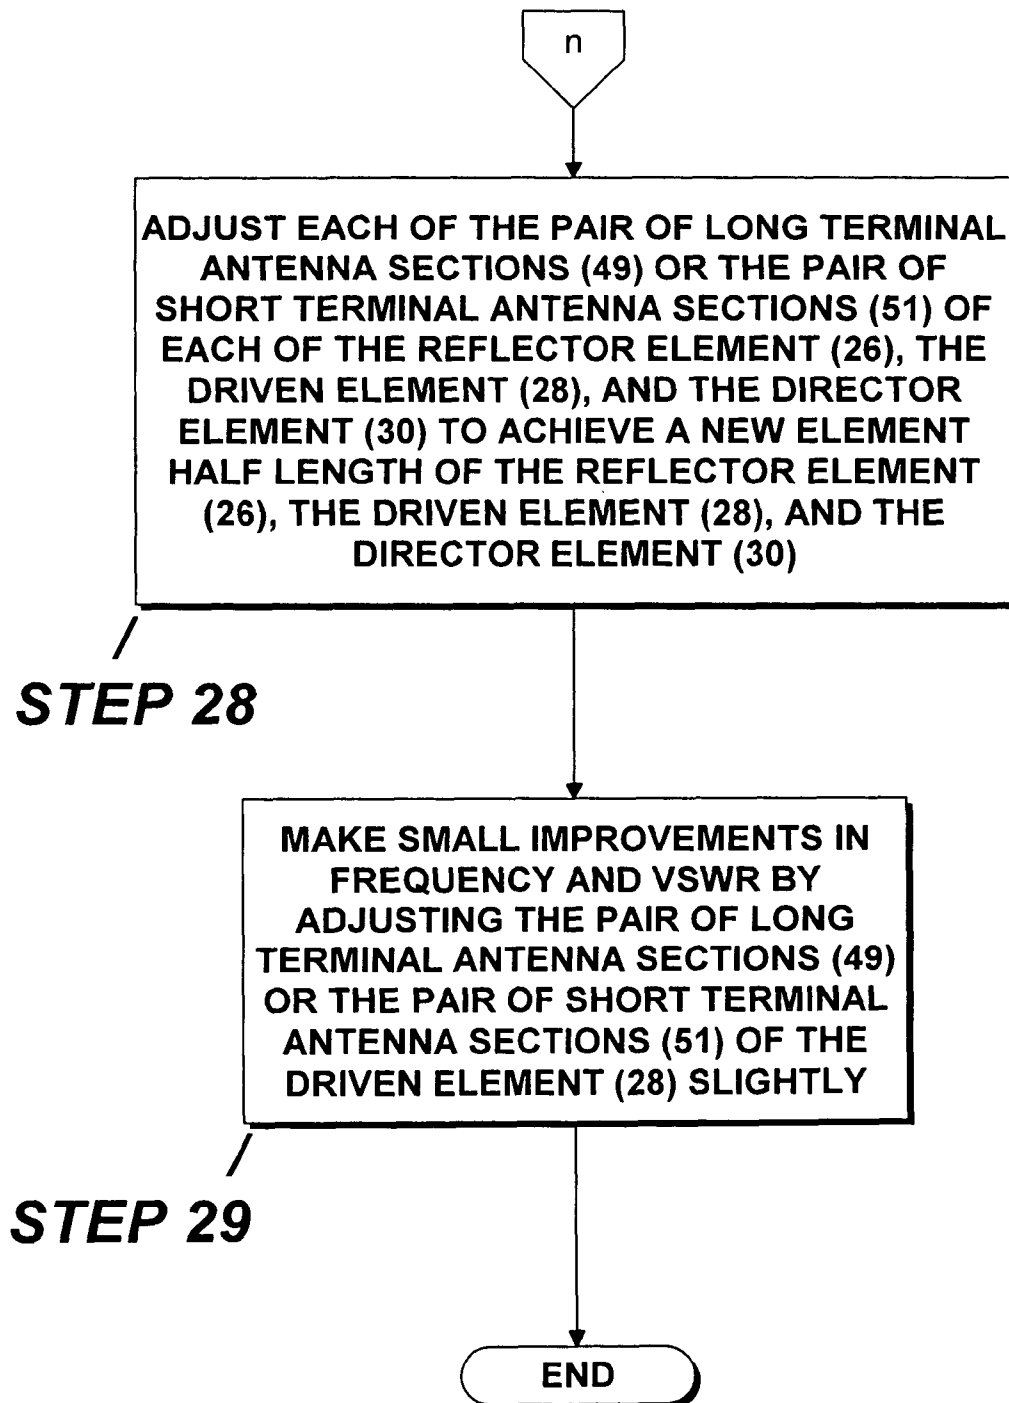 n
ADJUST EACH OF THE PAIR OF LONG TERMINAL
ANTENNA SECTIONS (49) OR THE PAIR OF
SHORT TERMINAL ANTENNA SECTIONS (51) OF
EACH OF THE REFLECTOR ELEMENT (26), THE
DRIVEN ELEMENT (28), AND THE DIRECTOR
ELEMENT (30) TO ACHIEVE A NEW ELEMENT
HALF LENGTH OF THE REFLECTOR ELEMENT
(26), THE DRIVEN ELEMENT (28), AND THE
DIRECTOR ELEMENT (30)
STEP 28
MAKE SMALL IMPROVEMENTS IN
FREQUENCY AND VSWR BY
ADJUSTING THE PAIR OF LONG
TERMINAL ANTENNA SECTIONS (49)
OR THE PAIR OF SHORT TERMINAL
ANTENNA SECTIONS (51) OF THE
DRIVEN ELEMENT (28) SLIGHTLY
STEP 29
END